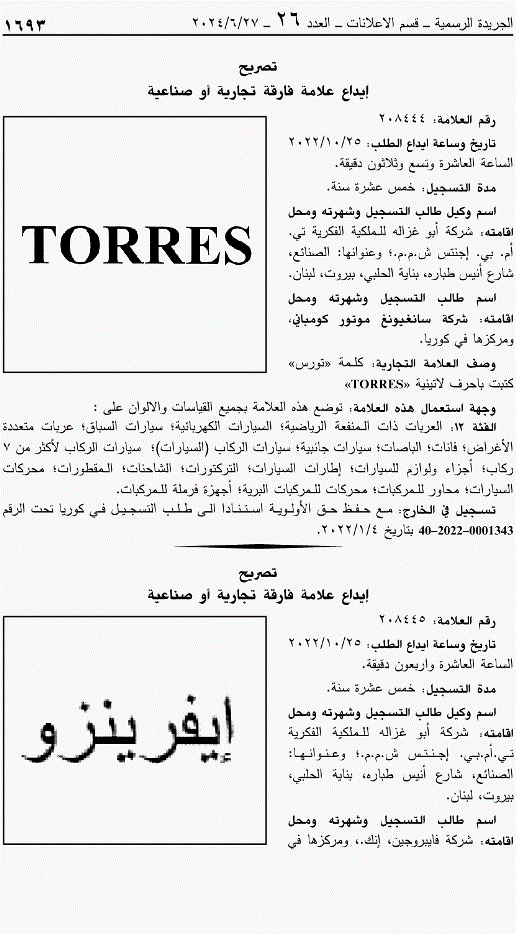 الجريدة الرسمية ـ قسم الاعلانات ـ العدد ٢٦ ـ ٢٠٢٤/٦/٢٧
١٦٩٣
تصريح
إيداع علامة فارقة تجارية أو صناعية
رقم العلامة: ٢٠٨٤٤٤
تاريخ وساعة ايداع الطلب: ٢٠٢٢/١٠/٢٥
الساعة العاشرة وتسع وثلاثون دقيقة.
مدة التسجيل: خمس عشرة سنة.
اسم وكيل طالب التسجيل وشهرته ومحل
اقامته: شركة أبو غزاله للملكية الفكرية تي.
أم. بي. إجنتس ش.م.م.؛ وعنوانها: الصنائع،
شارع أنيس طباره، بناية الحلبي، بيروت، لبنان.
اسم طالب التسجيل وشهرته ومحل
اقامته: شركة سانغيونغ موتور كومباني،
ومركزها في كوريا.
وصف العلامة التجارية: كلمة «تورس»
كتبت باحرف لاتينية «TORRES»
TORRES
وجهة استعمال هذه العلامة: توضع هذه العلامة بجميع القياسات والالوان على :
الفئة ١٢: العربات ذات المنفعة الرياضية؛ السيارات الكهربائية؛ سيارات السباق؛ عربات متعددة
الأغراض؛ فانات؛ الباصات؛ سيارات جانبية؛ سيارات الركاب (السيارات)؛ سيارات الركاب لأكثر من ٧
ركاب؛ أجزاء ولوازم للسيارات؛ إطارات السيارات؛ التركتورات؛ الشاحنات؛ المقطورات؛ محركات
السيارات؛ محاور للمركبات؛ محركات للمركبات البرية؛ أجهزة فرملة للمركبات.
تسجيل في الخارج: مع حفظ حق الأولوية استنادا الى طلب التسجيل في كوريا تحت الرقم
40–2022–0001343 بتاريخ ٢٠٢٢/١/٤.
تصريح
إيداع علامة فارقة تجارية أو صناعية
رقم العلامة: ٢٠٨٤٤٥
تاريخ وساعة ايداع الطلب: ٢٠٢٢/١٠/٢٥
الساعة العاشرة واربعون دقيقة.
مدة التسجيل: خمس عشرة سنة.
اسم وكيل طالب التسجيل وشهرته ومحل
اقامته: شركة أبو غزاله للملكية الفكرية
تي.أم.بي. إجنتس ش.م.م.؛ وعنوانها:
الصنائع، شارع أنيس طباره، بناية الحلبي،
بيروت، لبنان.
اسم طالب التسجيل وشهرته ومحل
اقامته: شركة فايبروجين، إنك.، ومركزها في
إيفرينزو